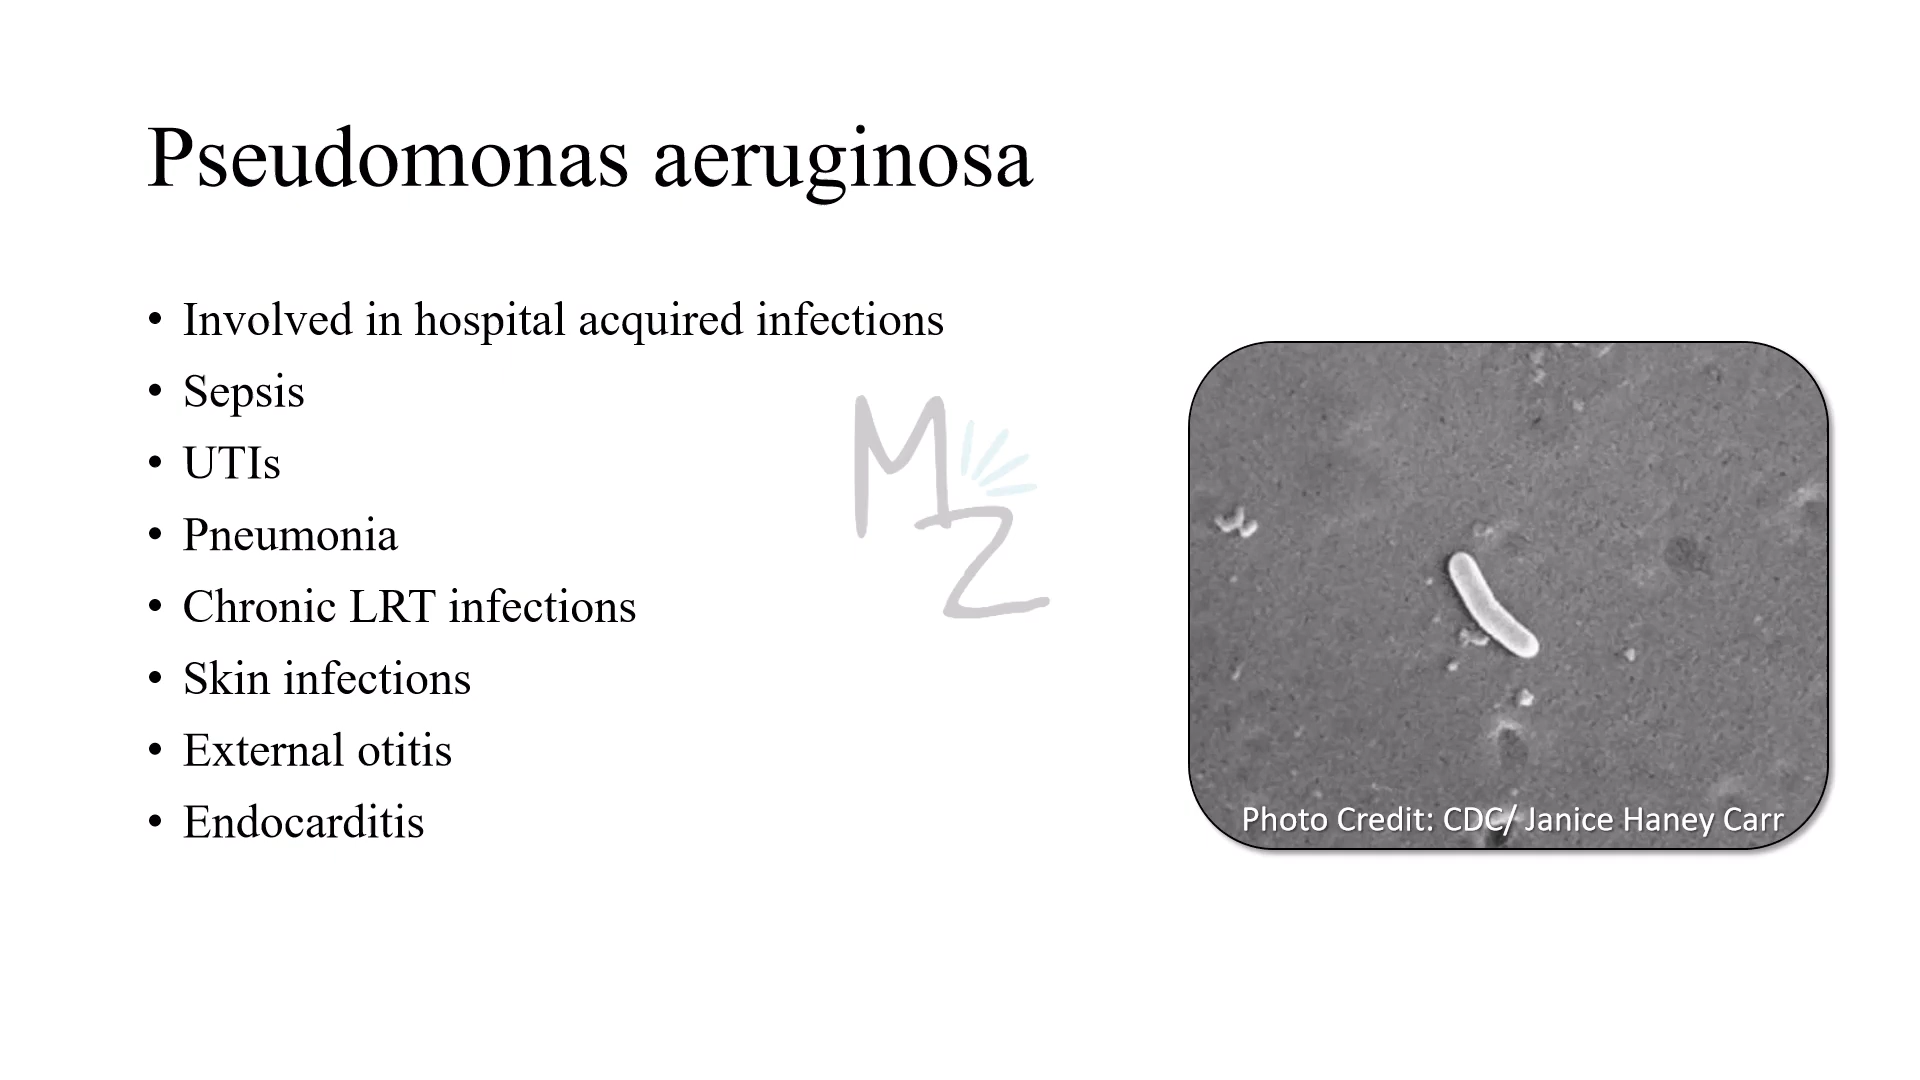 Pseudomonas aeruginosa
• Involved in hospital acquired infections
• Sepsis
• UTIs
• Pneumonia
• Chronic LRT infections
• Skin infections
• External otitis
• Endocarditis
MZ
Photo Credit: CDC/ Janice Haney Carr